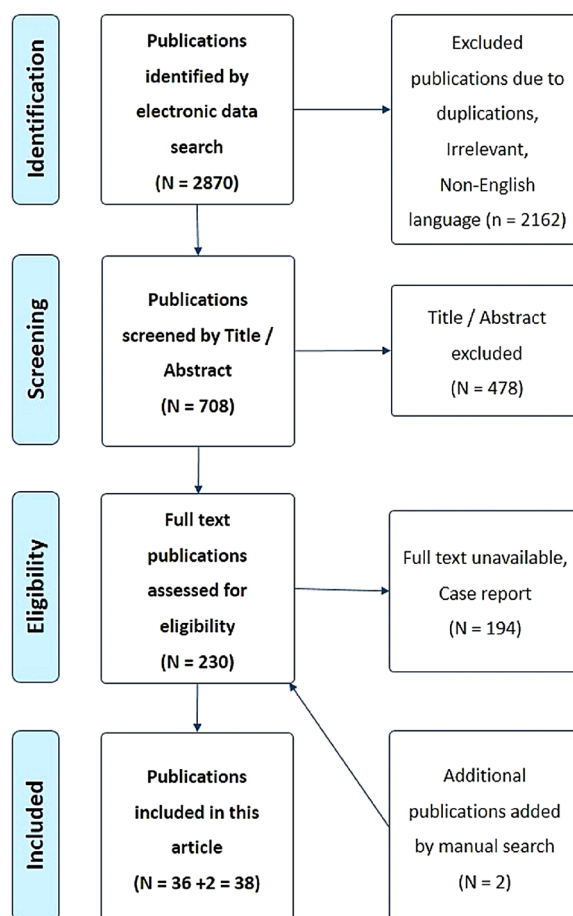 Identification
Publications
identified by
electronic data
search
(N = 2870)
Excluded
publications due to
duplications,
Irrelevant,
Non-English
language (n = 2162)
Screening
Publications
screened by Title /
Abstract
(N = 708)
Title / Abstract
excluded
(N = 478)
Eligibility
Full text
publications
assessed for
eligibility
(N = 230)
Full text unavailable,
Case report
(N = 194)
Included
Publications
included in this
article
(N = 36 +2 = 38)
Additional
publications added
by manual search
(N = 2)